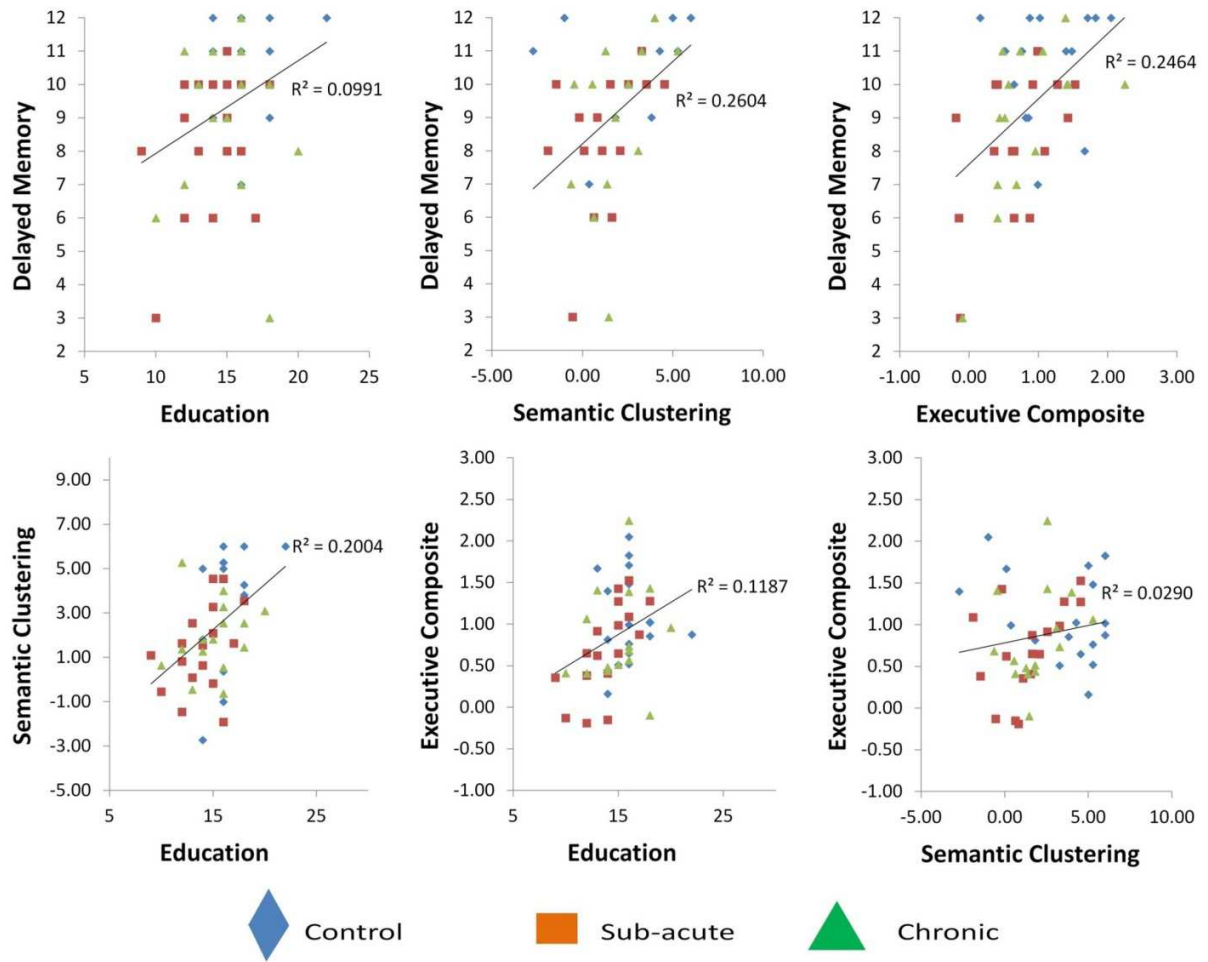 12
11
10
9
8
7
6
5
4
3
2
Delayed Memory
R² = 0.0991
5 10 15 20 25
Education
12
11
10
9
8
7
6
5
4
3
2
Delayed Memory
R² = 0.2604
-5.00 0.00 5.00 10.00
Semantic Clustering
12
11
10
9
8
7
6
5
4
3
2
Delayed Memory
R² = 0.2464
-1.00 0.00 1.00 2.00 3.00
Executive Composite
9.00
7.00
5.00
3.00
1.00
-1.00
-3.00
-5.00
Semantic Clustering
R² = 0.2004
5 15 25
Education
3.00
2.50
2.00
1.50
1.00
0.50
0.00
-0.50
-1.00
Executive Composite
R² = 0.1187
5 15 25
Education
3.00
2.50
2.00
1.50
1.00
0.50
0.00
-0.50
-1.00
Executive Composite
R² = 0.0290
-5.00 0.00 5.00 10.00
Semantic Clustering
Control Sub-acute Chronic